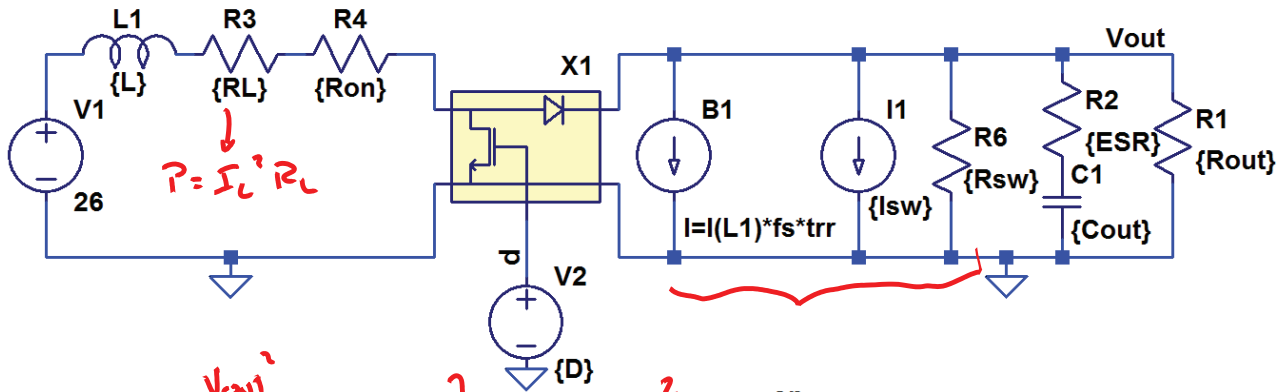 L1
R3
R4
{L}
{RL}
{Ron}
X1
V1
+
−
26
P = I_L² R_L
d
V2
+
−
{D}
B1
I=I(L1)*fs*trr
I1
{Isw}
R6
{Rsw}
Vout
R2
{ESR}
C1
{Cout}
R1
{Rout}